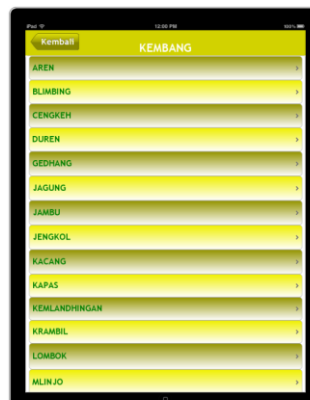 iPad 12:00 PM 100%
Kembali
KEMBANG
AREN
BLIMBING
CENGKEH
DUREN
GEDHANG
JAGUNG
JAMBU
JENGKOL
KACANG
KAPAS
KEMLANDHINGAN
KRAMBIL
LOMBOK
MLINJO